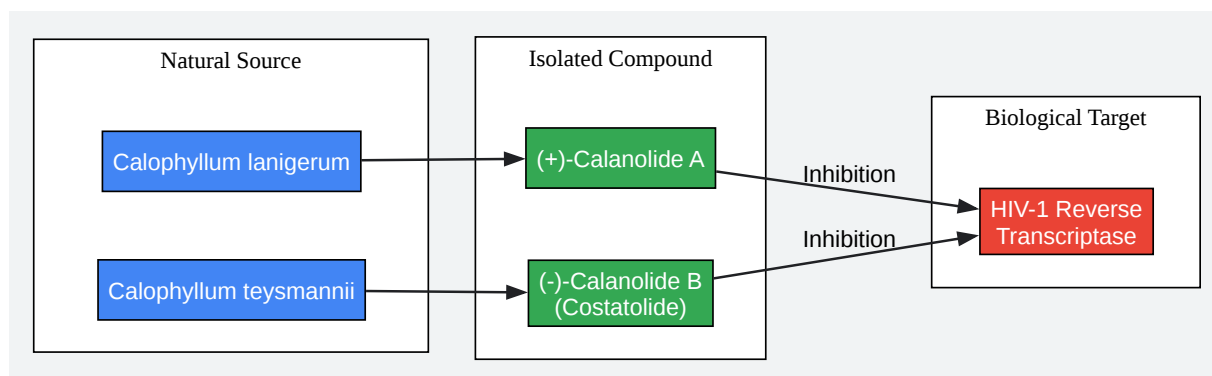 Natural Source
Calophyllum lanigerum
Calophyllum teysmannii
Isolated Compound
(+)-Calanolide A
(-)-Calanolide B
(Costatolide)
Inhibition
Inhibition
Biological Target
HIV-1 Reverse
Transcriptase